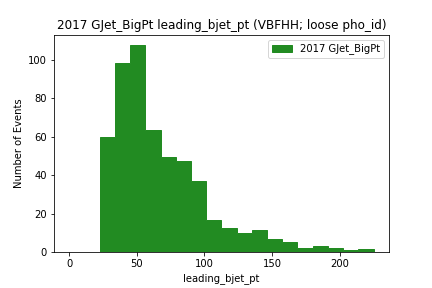 2017 GJet_BigPt leading_bjet_pt (VBFHH; loose pho_id)
2017 GJet_BigPt
Number of Events
100
80
60
40
20
0
0 50 100 150 200
leading_bjet_pt